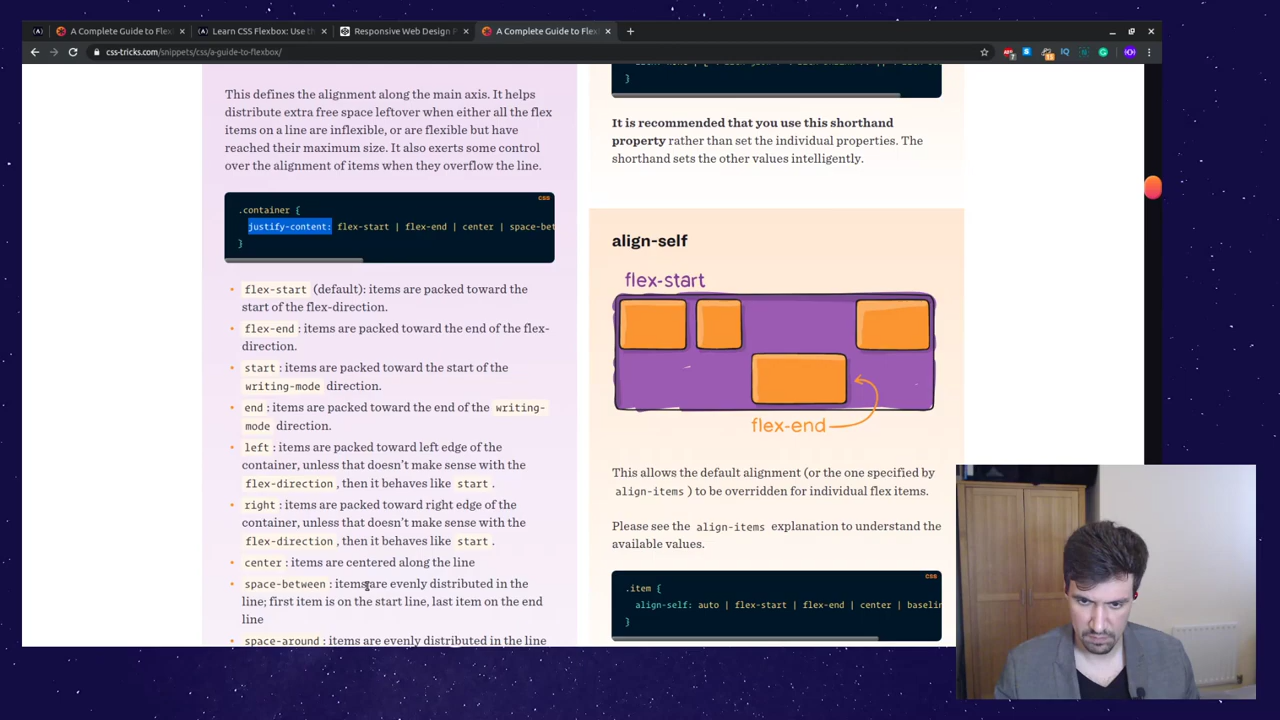 A Complete Guide to Flex
Learn CSS Flexbox: Use th
Responsive Web Design P
A Complete Guide to Flex
css-tricks.com/snippets/css/a-guide-to-flexbox/
This defines the alignment along the main axis. It helps
distribute extra free space leftover when either all the flex
items on a line are inflexible, or are flexible but have
reached their maximum size. It also exerts some control
over the alignment of items when they overflow the line.
CSS
.container {
justify-content: flex-start | flex-end | center | space-bet
}
flex-start (default): items are packed toward the
start of the flex-direction.
flex-end : items are packed toward the end of the flex-
direction.
start : items are packed toward the start of the
writing-mode direction.
end : items are packed toward the end of the writing-
mode direction.
left : items are packed toward left edge of the
container, unless that doesn’t make sense with the
flex-direction , then it behaves like start .
right : items are packed toward right edge of the
container, unless that doesn’t make sense with the
flex-direction , then it behaves like start .
center : items are centered along the line
space-between : items are evenly distributed in the
line; first item is on the start line, last item on the end
line
space-around : items are evenly distributed in the line
}
It is recommended that you use this shorthand
property rather than set the individual properties. The
shorthand sets the other values intelligently.
align-self
flex-start
flex-end
This allows the default alignment (or the one specified by
align-items ) to be overridden for individual flex items.
Please see the align-items explanation to understand the
available values.
CSS
.item {
align-self: auto | flex-start | flex-end | center | baselin
}